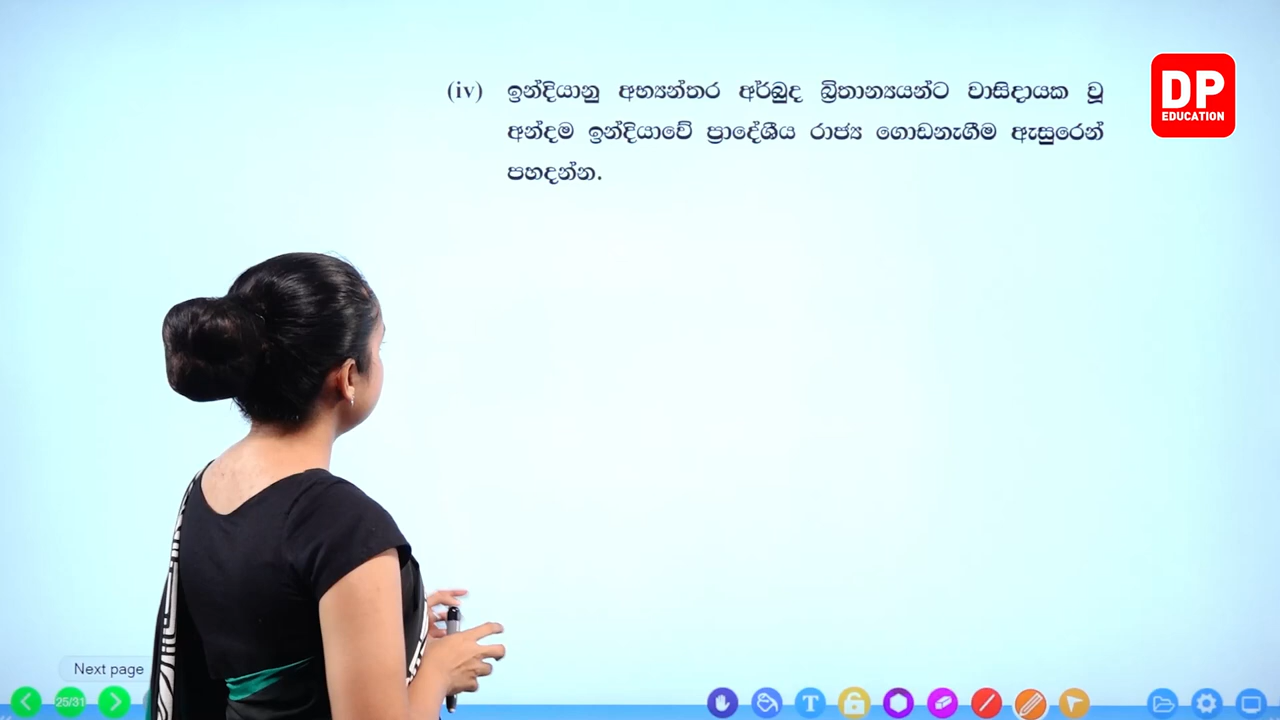 (iv) ඉන්දියානු අභ්‍යන්තර අර්බුද බ්‍රිතාන්‍යයන්ට වාසිදායක වූ
අන්දම ඉන්දියාවේ ප්‍රාදේශීය රාජ්‍ය ගොඩනැගීම ඇසුරෙන්
පහදන්න.
DP
EDUCATION
Next page
25/31
T